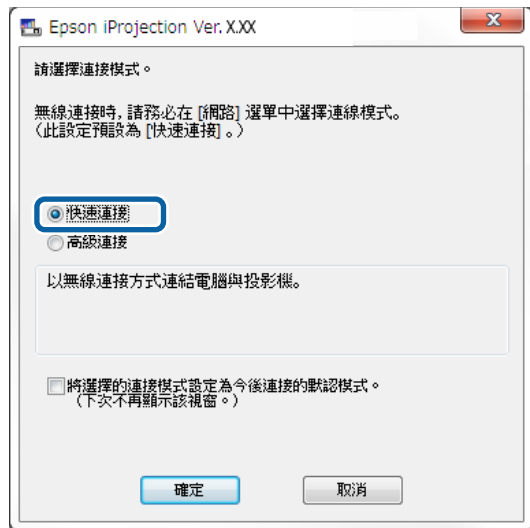 Epson iProjection Ver. X.XX
請選擇連接模式。
無線連接時, 請務必在 [網路] 選單中選擇連線模式。
(此設定預設為 [快速連接] 。)
快速連接
高級連接
以無線連接方式連結電腦與投影機。
將選擇的連接模式設定為今後連接的默認模式。
(下次不再顯示該視窗。)
確定
取消